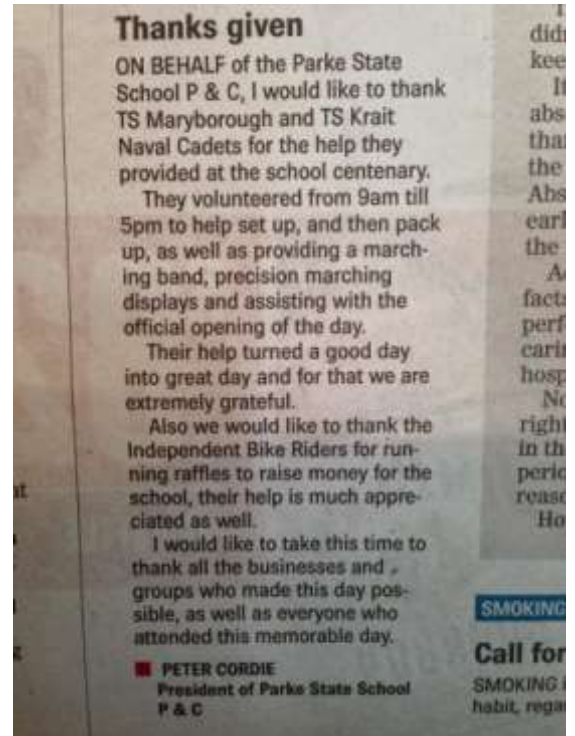 Thanks given
ON BEHALF of the Parke State
School P & C, I would like to thank
TS Maryborough and TS Krait
Naval Cadets for the help they
provided at the school centenary.
They volunteered from 9am till
5pm to help set up, and then pack
up, as well as providing a march-
ing band, precision marching
displays and assisting with the
official opening of the day.
Their help turned a good day
into great day and for that we are
extremely grateful.
Also we would like to thank the
Independent Bike Riders for run-
ning raffles to raise money for the
school, their help is much appre-
ciated as well.
I would like to take this time to
thank all the businesses and
groups who made this day pos-
sible, as well as everyone who
attended this memorable day.
PETER CORDIE
President of Parke State School
P & C
the
the
in th
SMOKING
Call for
SMOKING
habit, rega